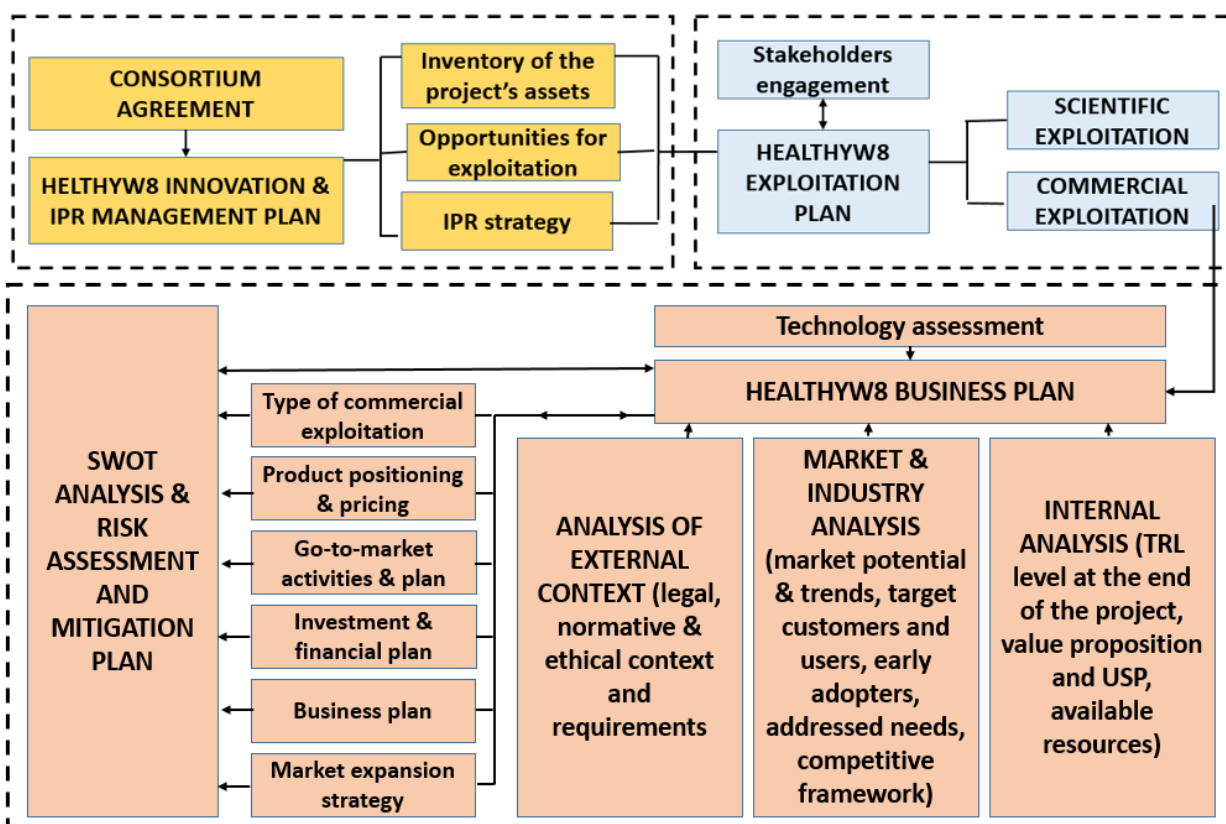 CONSORTIUM
AGREEMENT
HELTHYW8 INNOVATION &
IPR MANAGEMENT PLAN
Inventory of the
project's assets
Opportunities for
exploitation
IPR strategy
Stakeholders
engagement
HEALTHYW8
EXPLOITATION
PLAN
SCIENTIFIC
EXPLOITATION
COMMERCIAL
EXPLOITATION
SWOT
ANALYSIS &
RISK
ASSESSMENT
AND
MITIGATION
PLAN
Type of commercial
exploitation
Product positioning
& pricing
Go-to-market
activities & plan
Investment &
financial plan
Business plan
Market expansion
strategy
Technology assessment
HEALTHYW8 BUSINESS PLAN
ANALYSIS OF
EXTERNAL
CONTEXT (legal,
normative &
ethical context
and
requirements
MARKET &
INDUSTRY
ANALYSIS
(market potential
& trends, target
customers and
users, early
adopters,
addressed needs,
competitive
framework)
INTERNAL
ANALYSIS (TRL
level at the end
of the project,
value proposition
and USP,
available
resources)